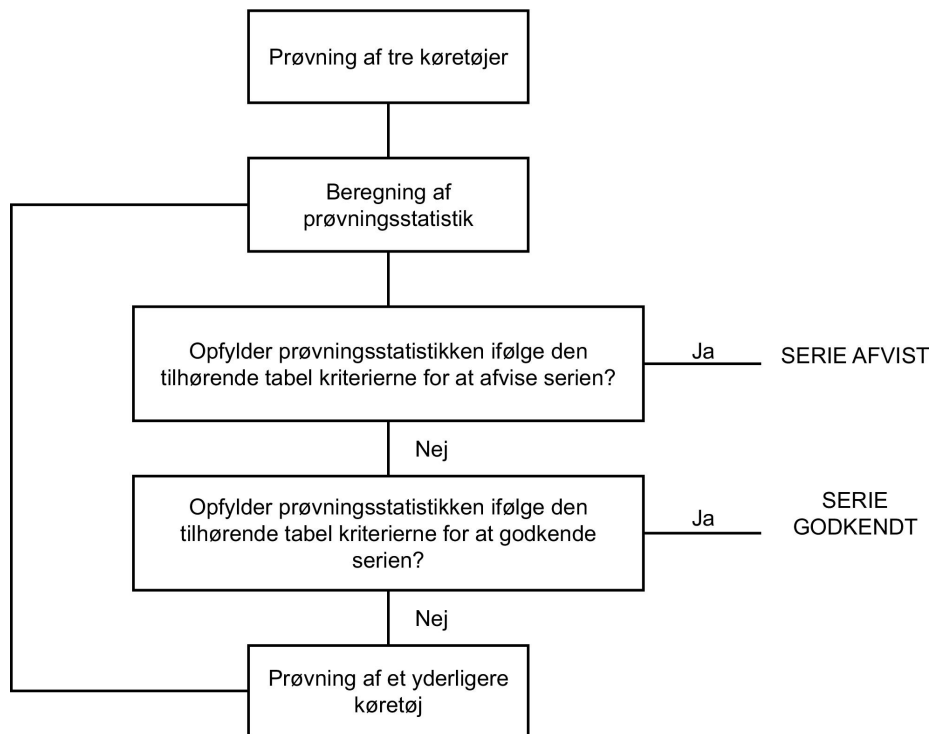 Prøvning af tre køretøjer
Beregning af
prøvningsstatistik
Opfylder prøvningsstatistikken ifølge den
tilhørende tabel kriterierne for at afvise serien?
Ja
SERIE AFVIST
Nej
Opfylder prøvningsstatistikken ifølge den
tilhørende tabel kriterierne for at godkende
serien?
Ja
SERIE
GODKENDT
Nej
Prøvning af et yderligere
køretøj